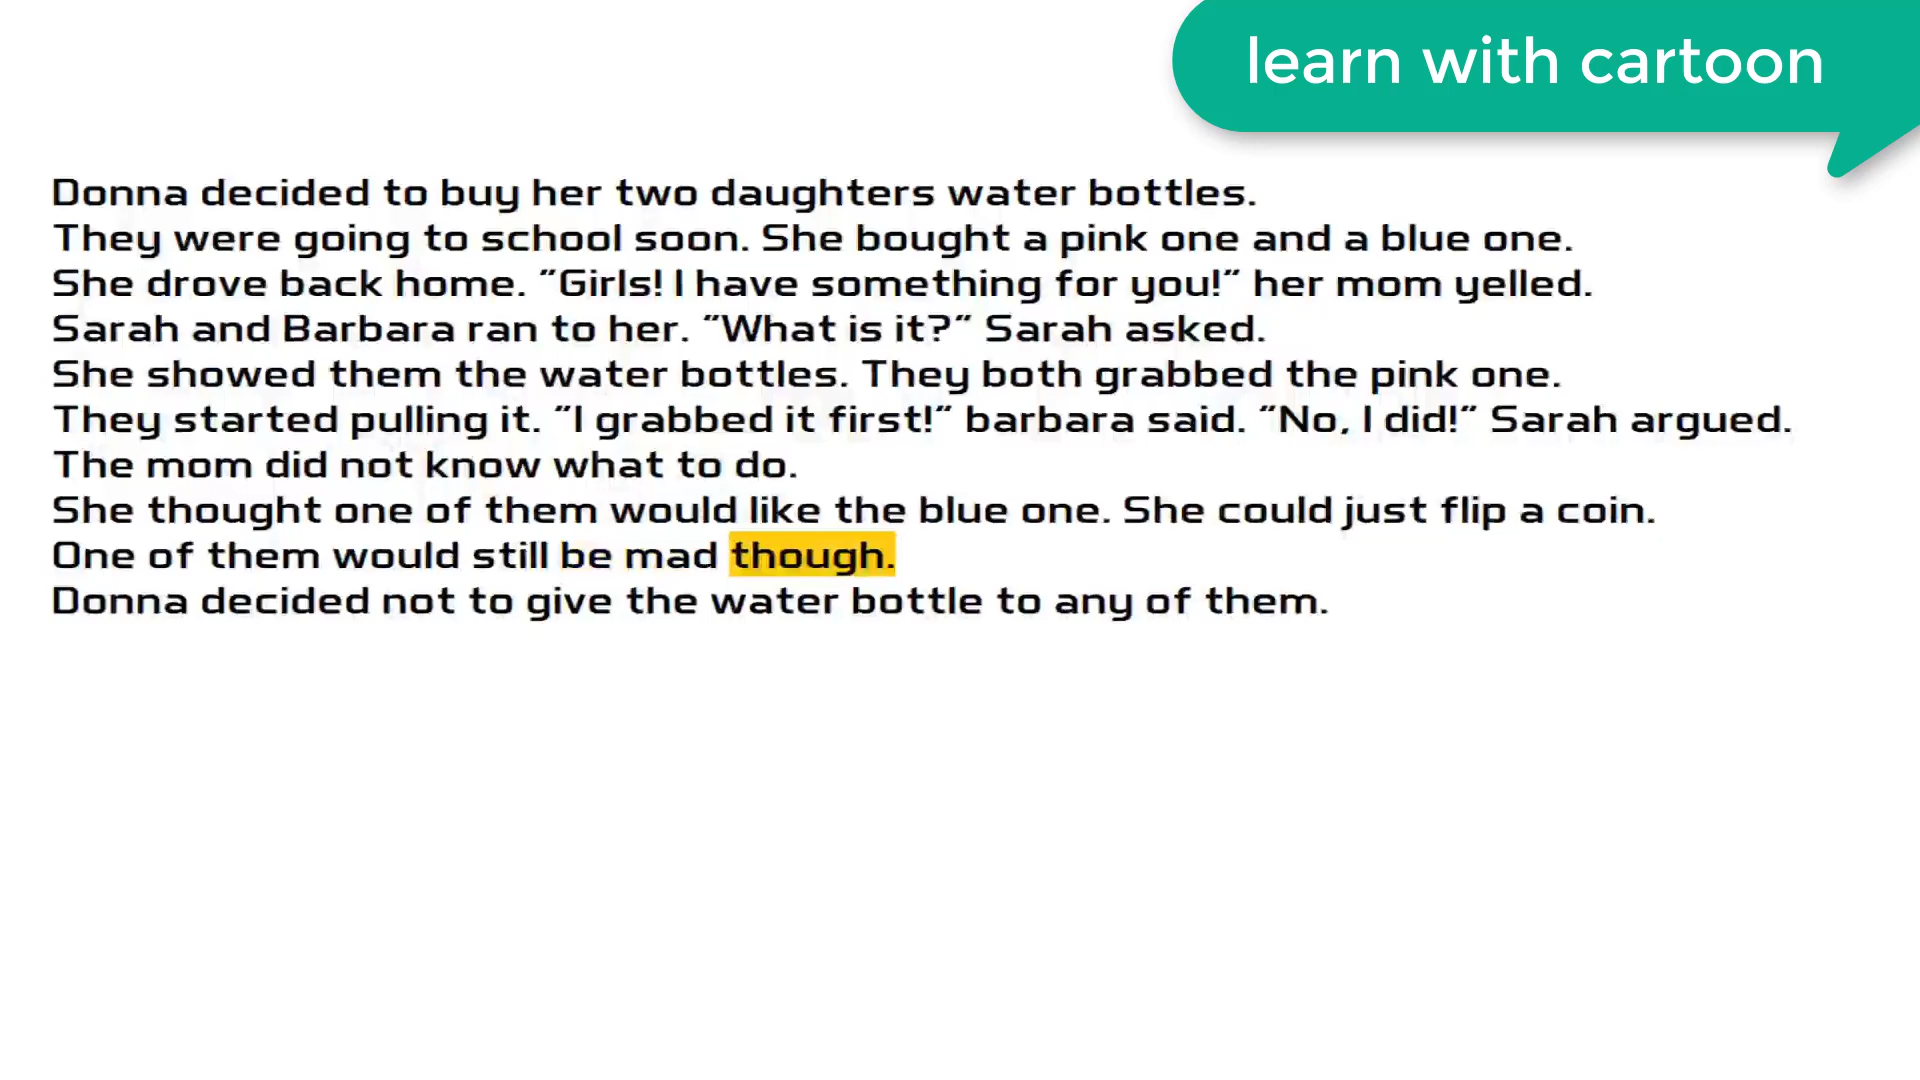 learn with cartoon
Donna decided to buy her two daughters water bottles.
They were going to school soon. She bought a pink one and a blue one.
She drove back home. "Girls! I have something for you!" her mom yelled.
Sarah and Barbara ran to her. "What is it?" Sarah asked.
She showed them the water bottles. They both grabbed the pink one.
They started pulling it. "I grabbed it first!" barbara said. "No, I did!" Sarah argued.
The mom did not know what to do.
She thought one of them would like the blue one. She could just flip a coin.
One of them would still be mad though.
Donna decided not to give the water bottle to any of them.